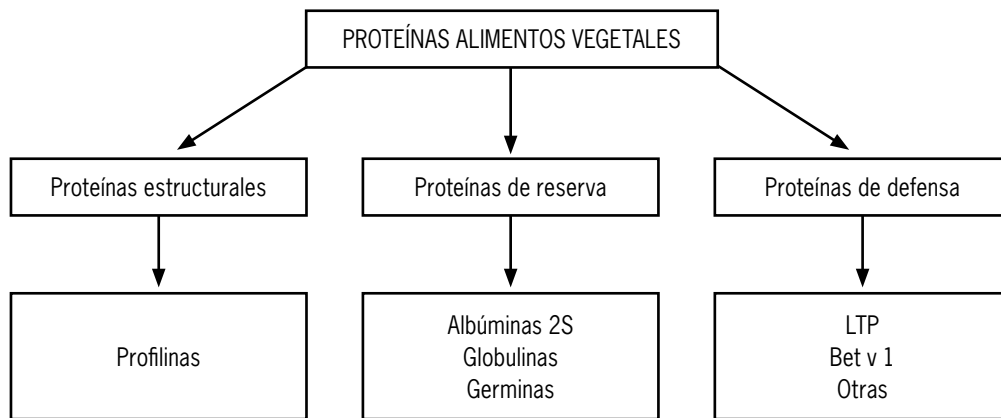 PROTEÍNAS ALIMENTOS VEGETALES
Proteínas estructurales
Proteínas de reserva
Proteínas de defensa
Profilinas
Albúminas 2S
Globulinas
Germinas
LTP
Bet v 1
Otras